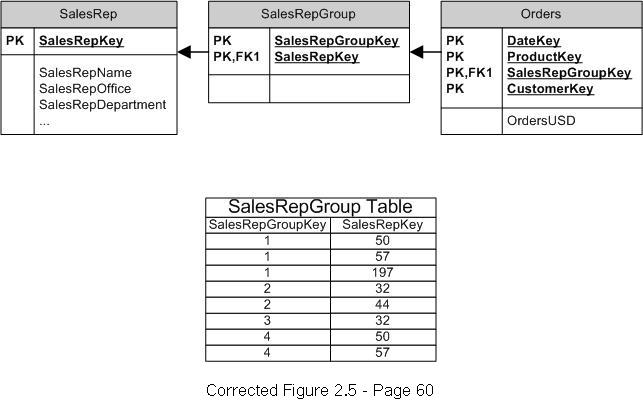 SalesRep
PK SalesRepKey
SalesRepName
SalesRepOffice
SalesRepDepartment
...
SalesRepGroup
PK SalesRepGroupKey
PK,FK1 SalesRepKey
Orders
PK DateKey
PK ProductKey
PK,FK1 SalesRepGroupKey
PK CustomerKey
OrdersUSD
SalesRepGroup Table
SalesRepGroupKey SalesRepKey
1 50
1 57
1 197
2 32
2 44
3 32
4 50
4 57
Corrected Figure 2.5 - Page 60